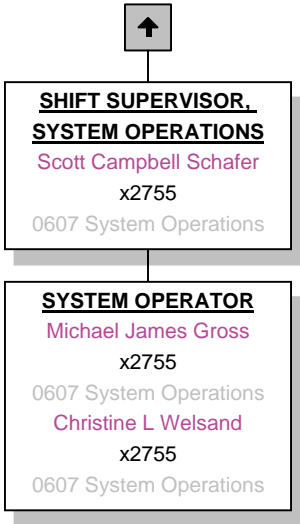 SHIFT SUPERVISOR,
SYSTEM OPERATIONS
Scott Campbell Schafer
x2755
0607 System Operations
SYSTEM OPERATOR
Michael James Gross
x2755
0607 System Operations
Christine L Welsand
x2755
0607 System Operations